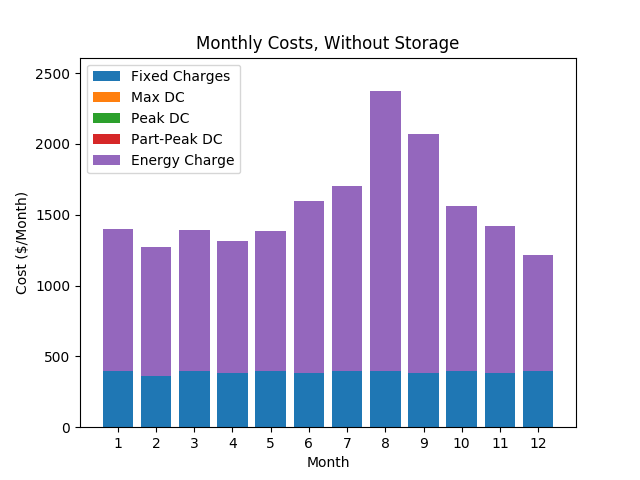 Monthly Costs, Without Storage
Fixed Charges
Max DC
Peak DC
Part-Peak DC
Energy Charge
Cost ($/Month)
2500
2000
1500
1000
500
0
1 2 3 4 5 6 7 8 9 10 11 12
Month